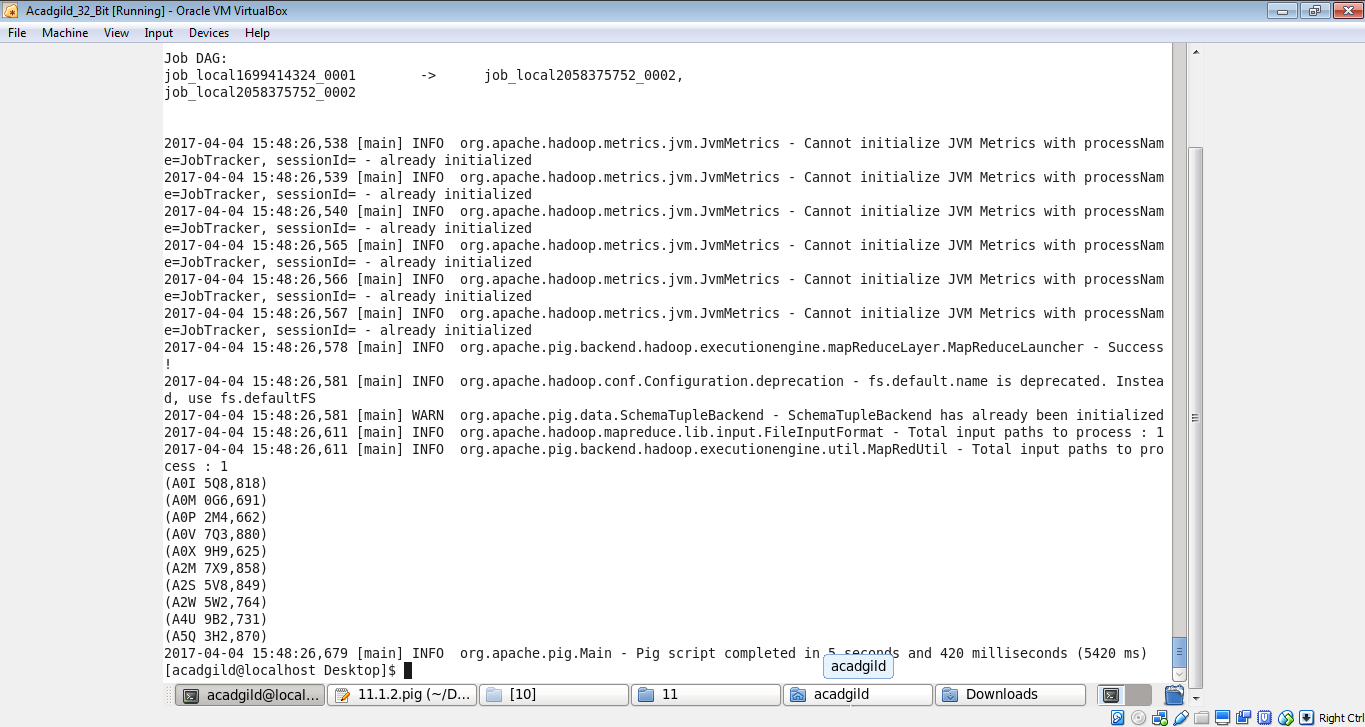 Acadgild_32_Bit [Running] - Oracle VM VirtualBox
File Machine View Input Devices Help
Job DAG:
job_local1699414324_0001 -> job_local2058375752_0002,
job_local2058375752_0002
2017-04-04 15:48:26,538 [main] INFO org.apache.hadoop.metrics.jvm.JvmMetrics - Cannot initialize JVM Metrics with processNam
e=JobTracker, sessionId= - already initialized
2017-04-04 15:48:26,539 [main] INFO org.apache.hadoop.metrics.jvm.JvmMetrics - Cannot initialize JVM Metrics with processNam
e=JobTracker, sessionId= - already initialized
2017-04-04 15:48:26,540 [main] INFO org.apache.hadoop.metrics.jvm.JvmMetrics - Cannot initialize JVM Metrics with processNam
e=JobTracker, sessionId= - already initialized
2017-04-04 15:48:26,565 [main] INFO org.apache.hadoop.metrics.jvm.JvmMetrics - Cannot initialize JVM Metrics with processNam
e=JobTracker, sessionId= - already initialized
2017-04-04 15:48:26,566 [main] INFO org.apache.hadoop.metrics.jvm.JvmMetrics - Cannot initialize JVM Metrics with processNam
e=JobTracker, sessionId= - already initialized
2017-04-04 15:48:26,567 [main] INFO org.apache.hadoop.metrics.jvm.JvmMetrics - Cannot initialize JVM Metrics with processNam
e=JobTracker, sessionId= - already initialized
2017-04-04 15:48:26,578 [main] INFO org.apache.pig.backend.hadoop.executionengine.mapReduceLayer.MapReduceLauncher - Success
!
2017-04-04 15:48:26,581 [main] INFO org.apache.hadoop.conf.Configuration.deprecation - fs.default.name is deprecated. Instea
d, use fs.defaultFS
2017-04-04 15:48:26,581 [main] WARN org.apache.pig.data.SchemaTupleBackend - SchemaTupleBackend has already been initialized
2017-04-04 15:48:26,611 [main] INFO org.apache.hadoop.mapreduce.lib.input.FileInputFormat - Total input paths to process : 1
2017-04-04 15:48:26,611 [main] INFO org.apache.pig.backend.hadoop.executionengine.util.MapRedUtil - Total input paths to pro
cess : 1
(A0I 5Q8,818)
(A0M 0G6,691)
(A0P 2M4,662)
(A0V 7Q3,880)
(A0X 9H9,625)
(A2M 7X9,858)
(A2S 5V8,849)
(A2W 5W2,764)
(A4U 9B2,731)
(A5Q 3H2,870)
2017-04-04 15:48:26,679 [main] INFO org.apache.pig.Main - Pig script completed in 5 seconds and 420 milliseconds (5420 ms)
[acadgild@localhost Desktop]$
acadgild
acadgild@local... 11.1.2.pig (~/D... [10] 11 acadgild Downloads
Right Ctrl